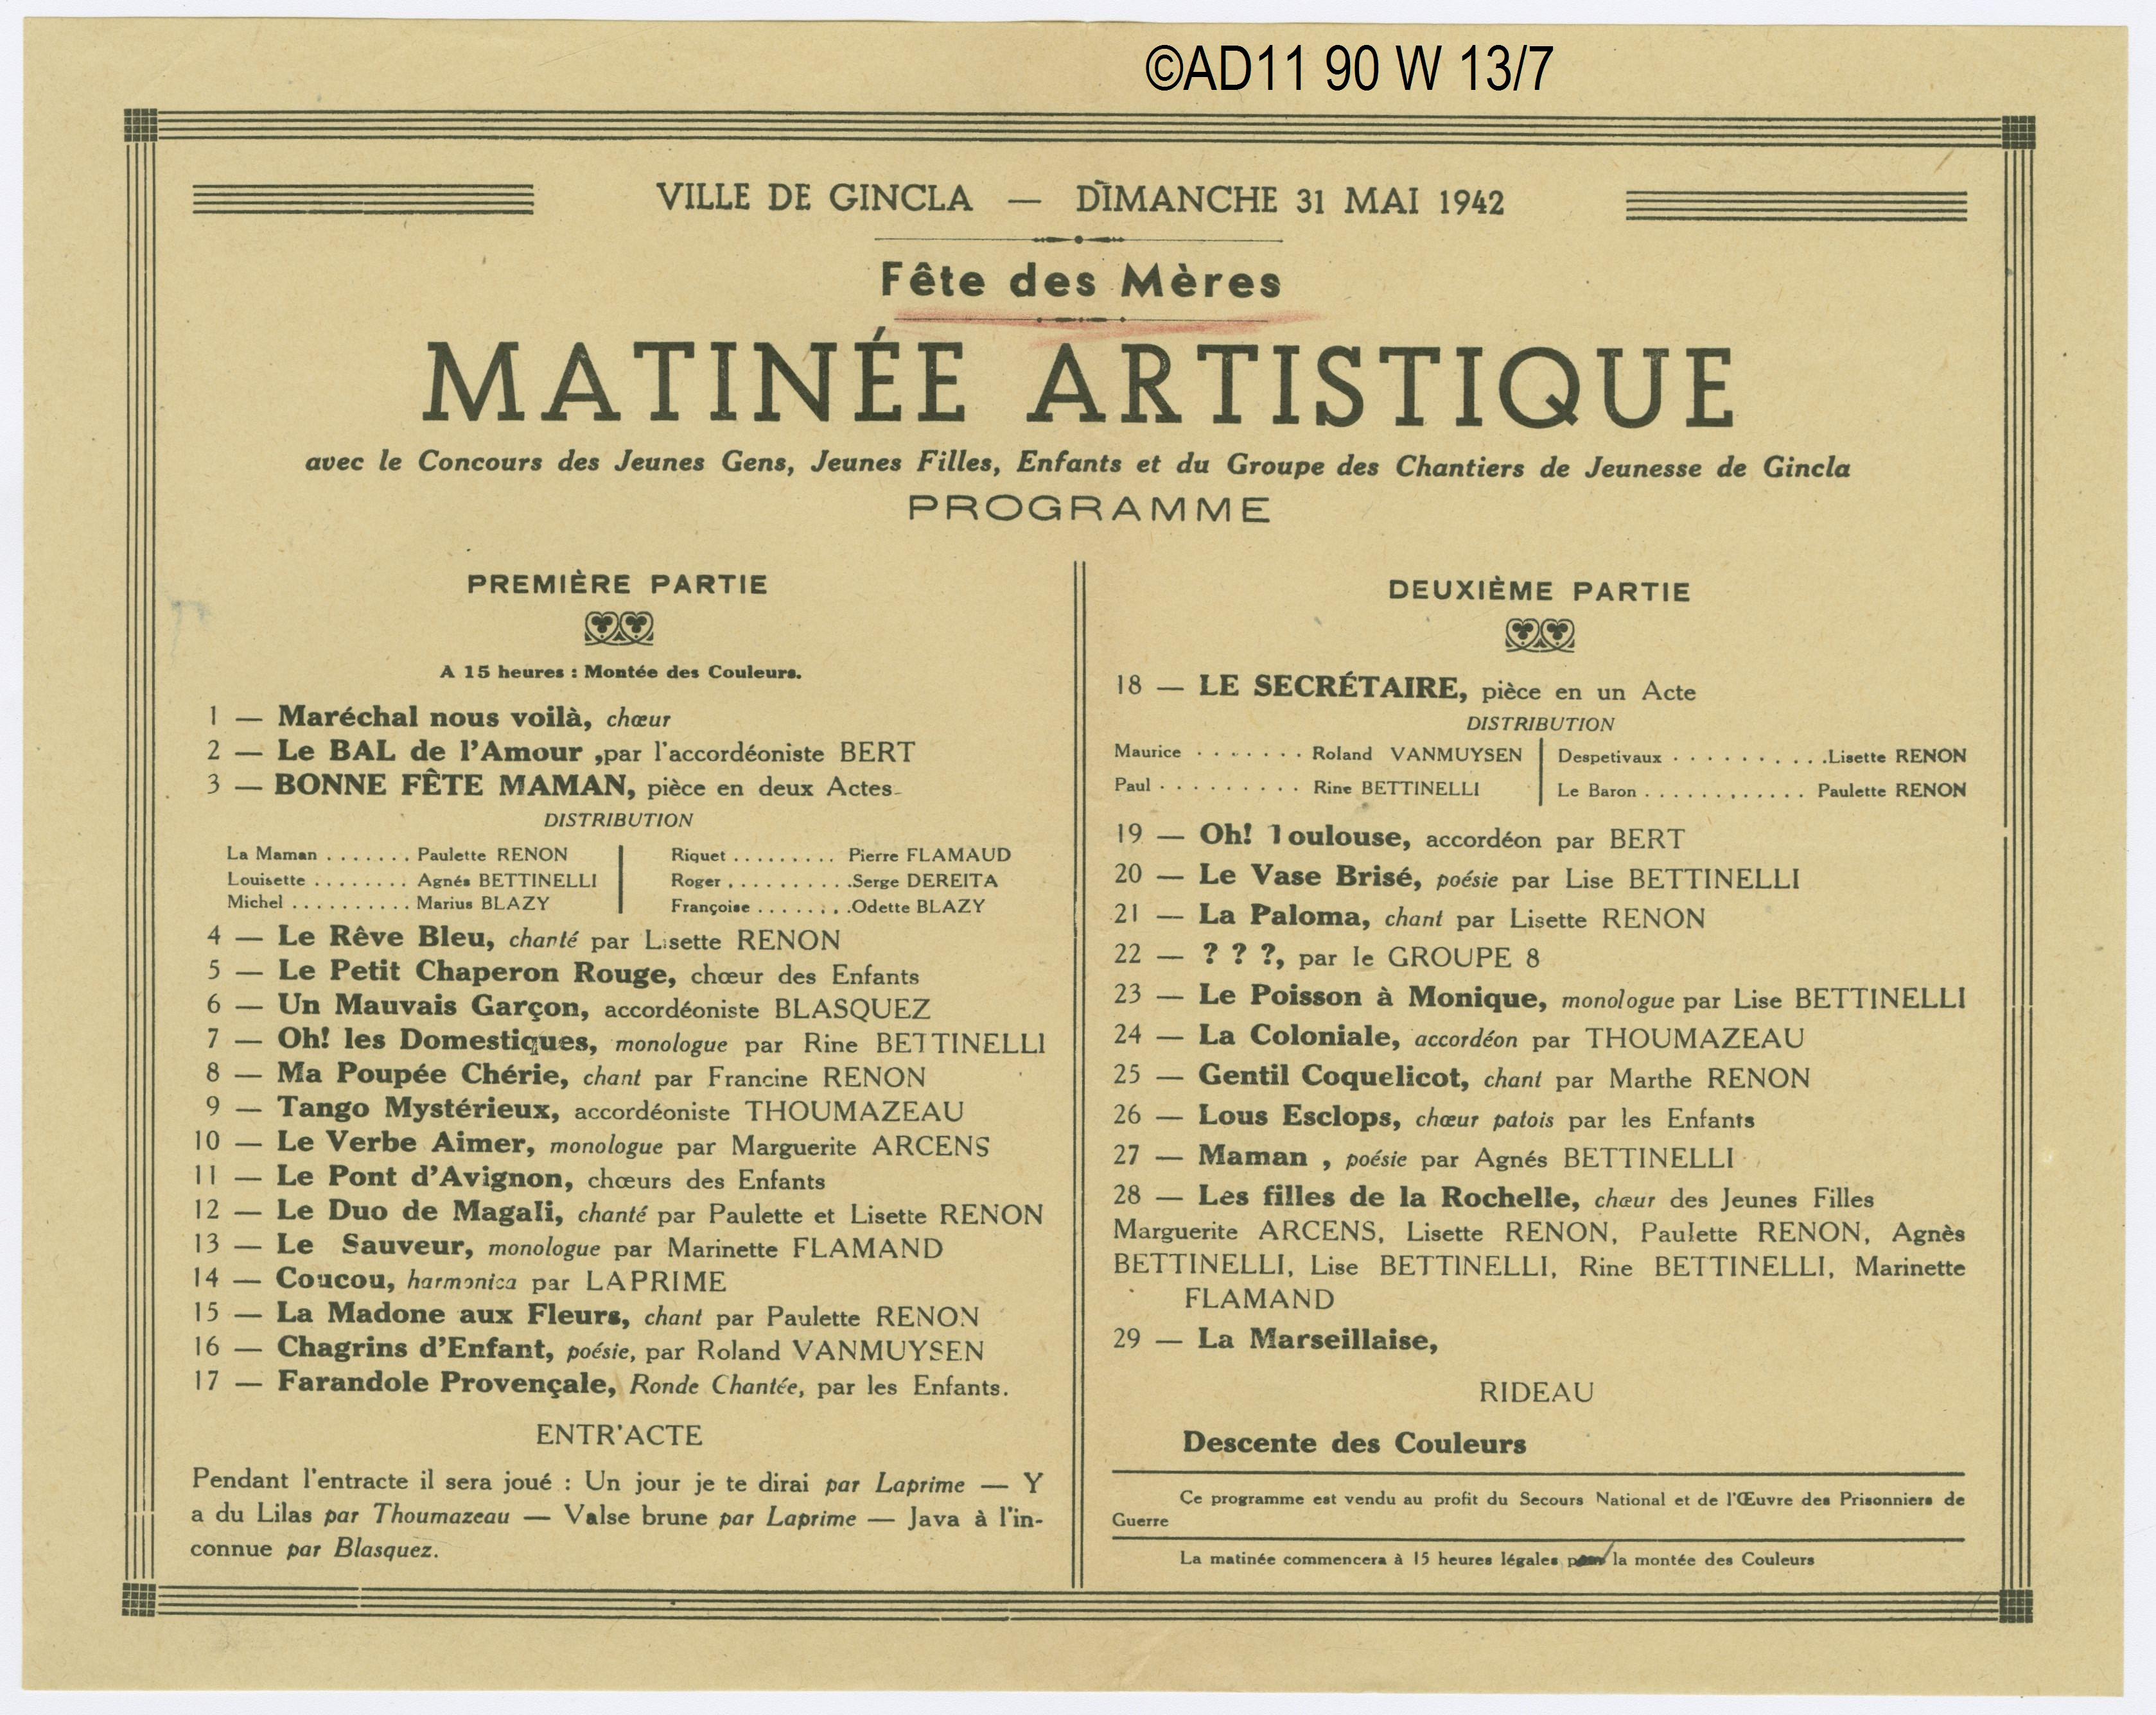 ©AD11 90 W 13/7
VILLE DE GINCLA — DIMANCHE 31 MAI 1942
Fête des Mères
MATINÉE ARTISTIQUE
avec le Concours des Jeunes Gens, Jeunes Filles, Enfants et du Groupe des Chantiers de Jeunesse de Gincla
PROGRAMME
PREMIÈRE PARTIE
A 15 heures : Montée des Couleurs.
1 — Maréchal nous voilà, chœur
2 — Le BAL de l'Amour ,par l'accordéoniste BERT
3 — BONNE FÊTE MAMAN, pièce en deux Actes
DISTRIBUTION
La Maman ....... Paulette RENON
Louisette ........ Agnés BETTINELLI
Michel .......... Marius BLAZY
Riquet ......... Pierre FLAMAUD
Roger ...........Serge DEREITA
Françoise .........Odette BLAZY
4 — Le Rêve Bleu, chanté par Lisette RENON
5 — Le Petit Chaperon Rouge, chœur des Enfants
6 — Un Mauvais Garçon, accordéoniste BLASQUEZ
7 — Oh! les Domestiques, monologue par Rine BETTINELLI
8 — Ma Poupée Chérie, chant par Francine RENON
9 — Tango Mystérieux, accordéoniste THOUMAZEAU
10 — Le Verbe Aimer, monologue par Marguerite ARCENS
11 — Le Pont d'Avignon, chœurs des Enfants
12 — Le Duo de Magali, chanté par Paulette et Lisette RENON
13 — Le Sauveur, monologue par Marinette FLAMAND
14 — Coucou, harmonica par LAPRIME
15 — La Madone aux Fleurs, chant par Paulette RENON
16 — Chagrins d'Enfant, poésie, par Roland VANMUYSEN
17 — Farandole Provençale, Ronde Chantée, par les Enfants.
ENTR'ACTE
Pendant l'entracte il sera joué : Un jour je te dirai par Laprime — Y
a du Lilas par Thoumazeau — Valse brune par Laprime — Java à l'in-
connue par Blasquez.
DEUXIÈME PARTIE
18 — LE SECRÉTAIRE, pièce en un Acte
DISTRIBUTION
Maurice ....... Roland VANMUYSEN
Paul ......... Rine BETTINELLI
Despetivaux ..........Lisette RENON
Le Baron ............ Paulette RENON
19 — Oh! Toulouse, accordéon par BERT
20 — Le Vase Brisé, poésie par Lise BETTINELLI
21 — La Paloma, chant par Lisette RENON
22 — ? ? ?, par le GROUPE 8
23 — Le Poisson à Monique, monologue par Lise BETTINELLI
24 — La Coloniale, accordéon par THOUMAZEAU
25 — Gentil Coquelicot, chant par Marthe RENON
26 — Lous Esclops, chœur patois par les Enfants
27 — Maman , poésie par Agnés BETTINELLI
28 — Les filles de la Rochelle, chœur des Jeunes Filles
Marguerite ARCENS, Lisette RENON, Paulette RENON, Agnès
BETTINELLI, Lise BETTINELLI, Rine BETTINELLI, Marinette
FLAMAND
29 — La Marseillaise,
RIDEAU
Descente des Couleurs
Ce programme est vendu au profit du Secours National et de l'Œuvre des Prisonniers de
Guerre
La matinée commencera à 15 heures légales la montée des Couleurs